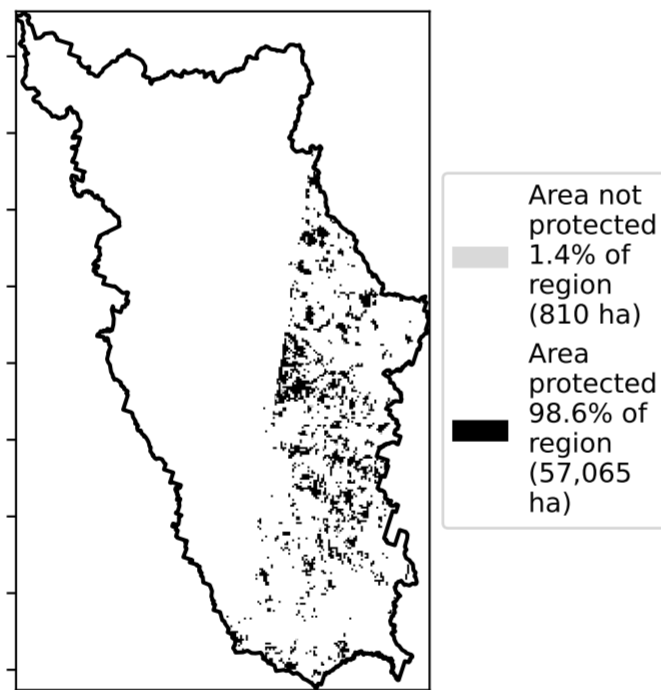 Area not
protected
1.4% of
region
(810 ha)
Area
protected
98.6% of
region
(57,065
ha)